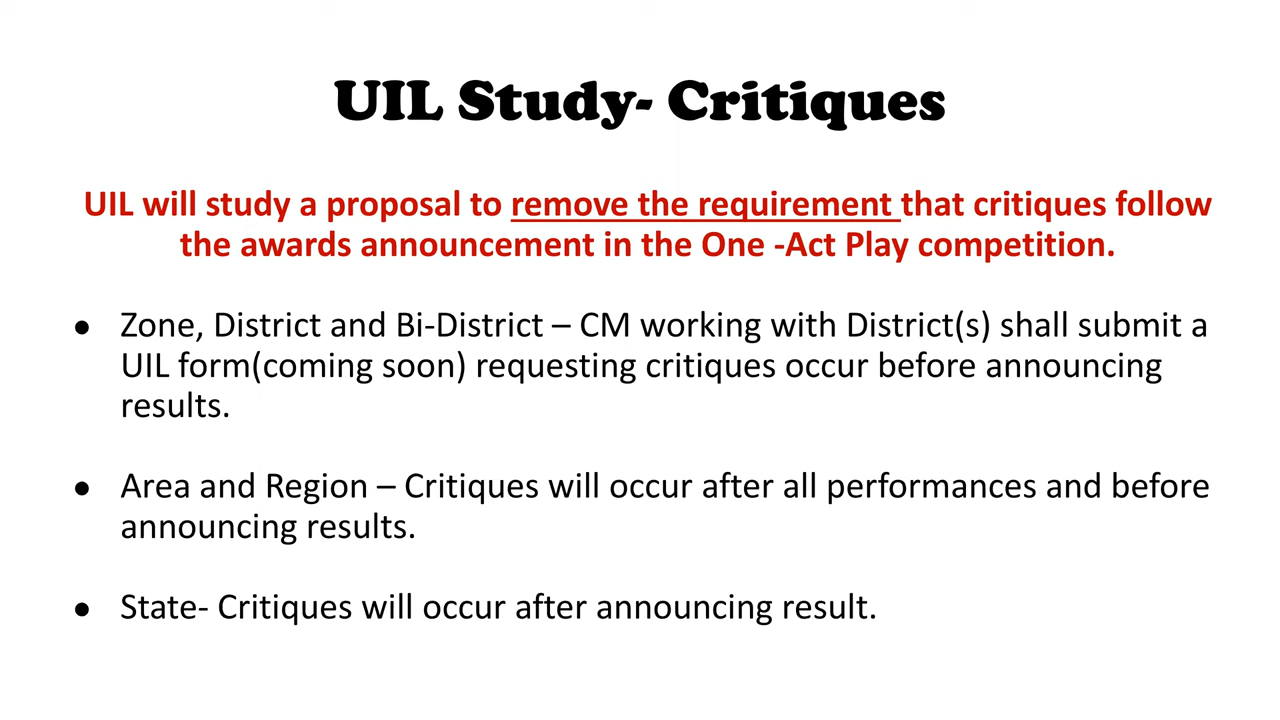 UIL Study- Critiques
UIL will study a proposal to remove the requirement that critiques follow
the awards announcement in the One -Act Play competition.
● Zone, District and Bi-District – CM working with District(s) shall submit a
UIL form(coming soon) requesting critiques occur before announcing
results.
● Area and Region – Critiques will occur after all performances and before
announcing results.
● State- Critiques will occur after announcing result.